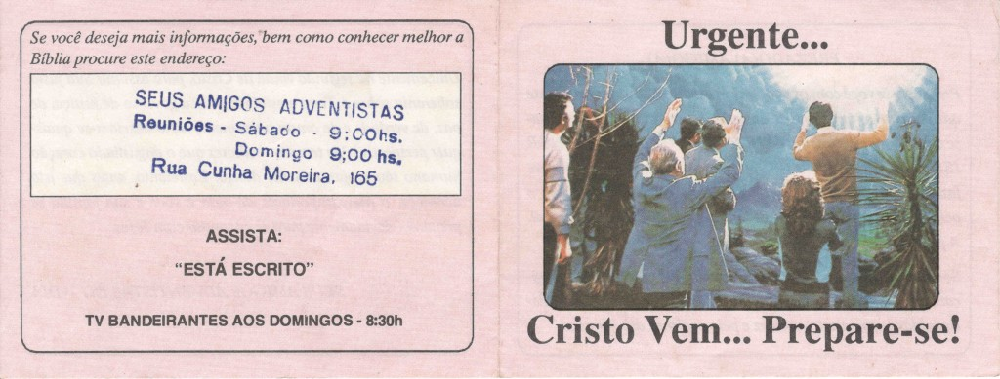 Se você deseja mais informações, bem como conhecer melhor a
Bíblia procure este endereço:
SEUS AMIGOS ADVENTISTAS
Reuniões - Sábado 9;00hs.
Domingo 9;00 hs.
Rua Cunha Moreira, 165
ASSISTA:
"ESTÁ ESCRITO"
TV BANDEIRANTES AOS DOMINGOS - 8:30h
Urgente...
Cristo Vem... Prepare-se!